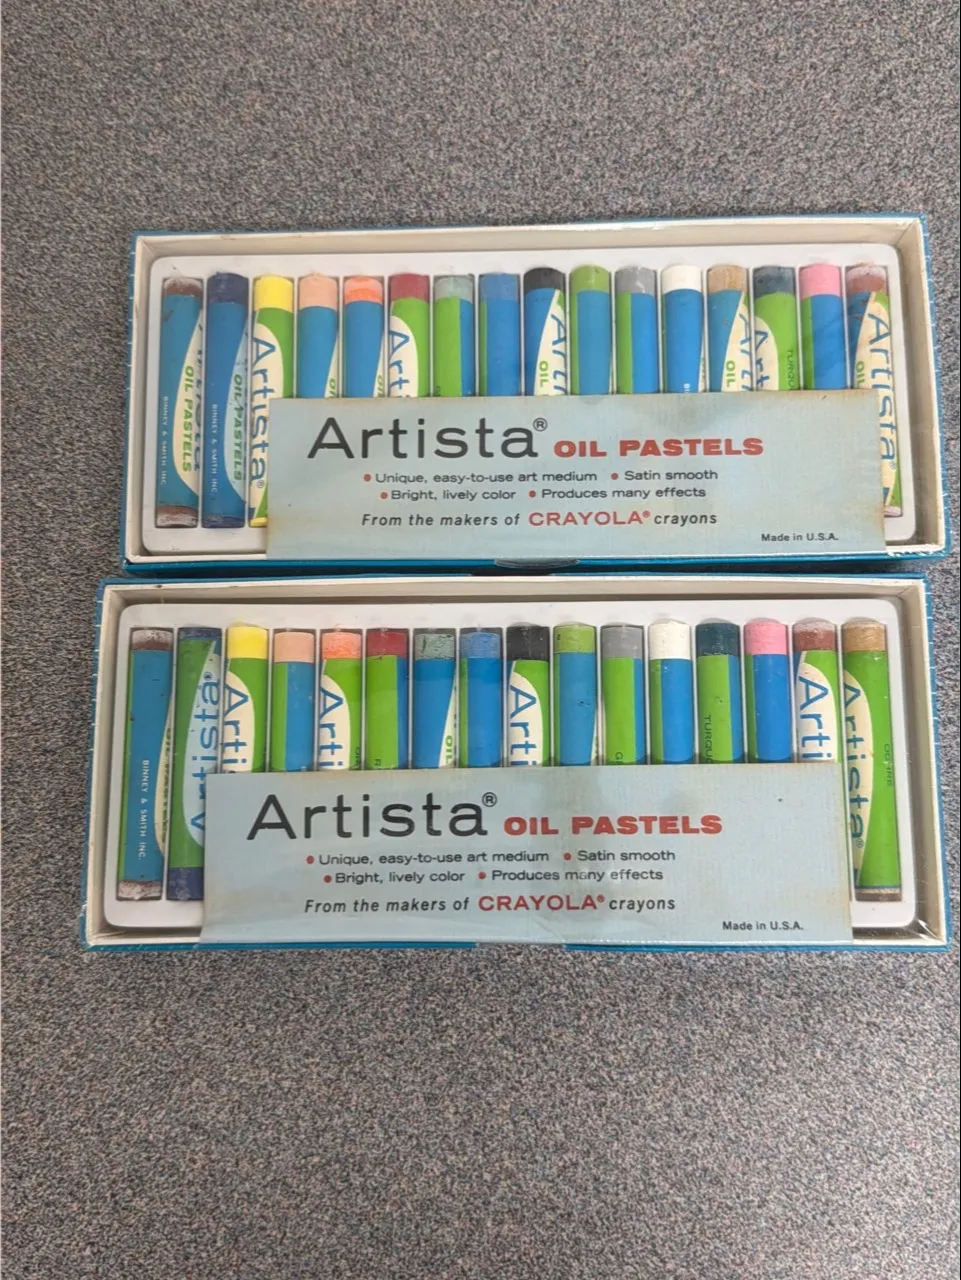 BINNEY & SMITH INC.
OIL PASTELS
BINNEY & SMITH INC.
OIL PASTELS
Artista®
Artista®
Artista® OIL PASTELS
• Unique, easy-to-use art medium • Satin smooth
• Bright, lively color • Produces many effects
From the makers of CRAYOLA® crayons
Made in U.S.A.
BINNEY & SMITH INC.
Artista®
Artista®
Artista® OIL PASTELS
• Unique, easy-to-use art medium • Satin smooth
• Bright, lively color • Produces many effects
From the makers of CRAYOLA® crayons
Made in U.S.A.